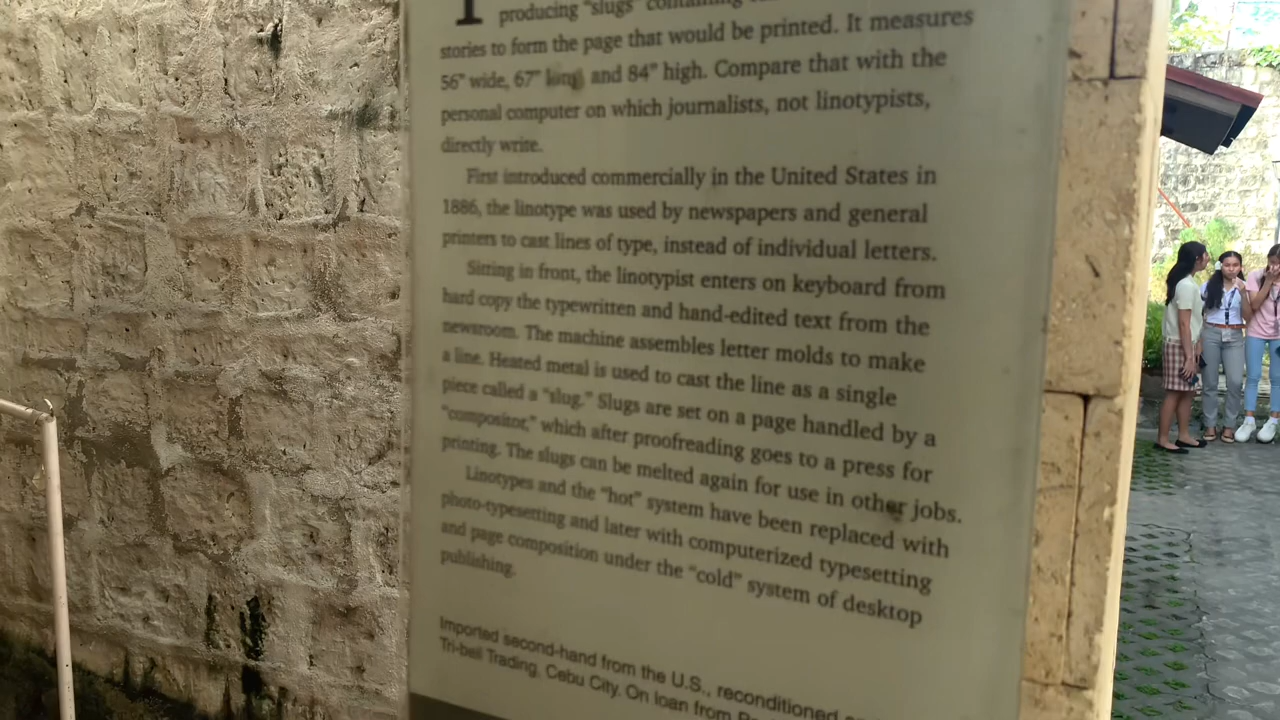 producing "slugs" containing
stories to form the page that would be printed. It measures
56" wide, 67" long and 84" high. Compare that with the
personal computer on which journalists, not linotypists,
directly write.
First introduced commercially in the United States in
1886, the linotype was used by newspapers and general
printers to cast lines of type, instead of individual letters.
Sitting in front, the linotypist enters on keyboard from
hard copy the typewritten and hand-edited text from the
newsroom. The machine assembles letter molds to make
a line. Heated metal is used to cast the line as a single
piece called a "slug." Slugs are set on a page handled by a
"compositor," which after proofreading goes to a press for
printing. The slugs can be melted again for use in other jobs.
Linotypes and the "hot" system have been replaced with
photo-typesetting and later with computerized typesetting
and page composition under the "cold" system of desktop
publishing.
Imported second-hand from the U.S., reconditioned
Tri-bell Trading, Cebu City. On loan from